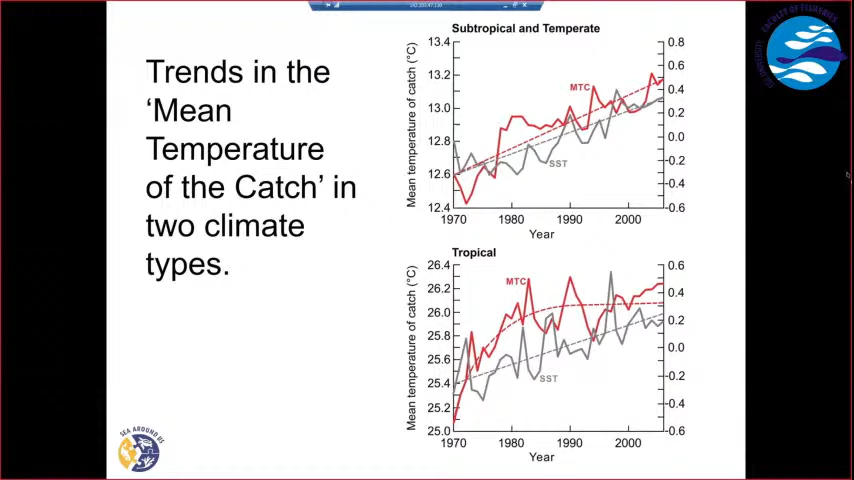 192.200.47.130
Trends in the
‘Mean
Temperature
of the Catch’ in
two climate
types.
Subtropical and Temperate
Mean temperature of catch (°C)
13.4
13.2
13.0
12.8
12.6
12.4
0.8
0.6
0.4
0.2
0.0
-0.2
-0.4
-0.6
MTC
SST
1970
1980
1990
2000
Year
Tropical
Mean temperature of catch (°C)
26.4
26.2
26.0
25.8
25.6
25.4
25.2
25.0
0.6
0.4
0.2
0.0
-0.2
-0.4
-0.6
MTC
SST
1970
1980
1990
2000
Year
SEA AROUND US
FACULTY OF FISHERIES